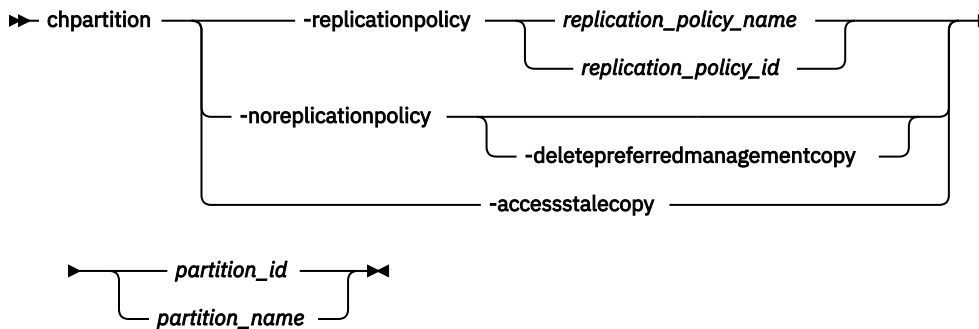 chpartition -replicationpolicy replication_policy_name
replication_policy_id
-noreplicationpolicy
-deletepreferredmanagementcopy
-accessstalecopy
partition_id
partition_name